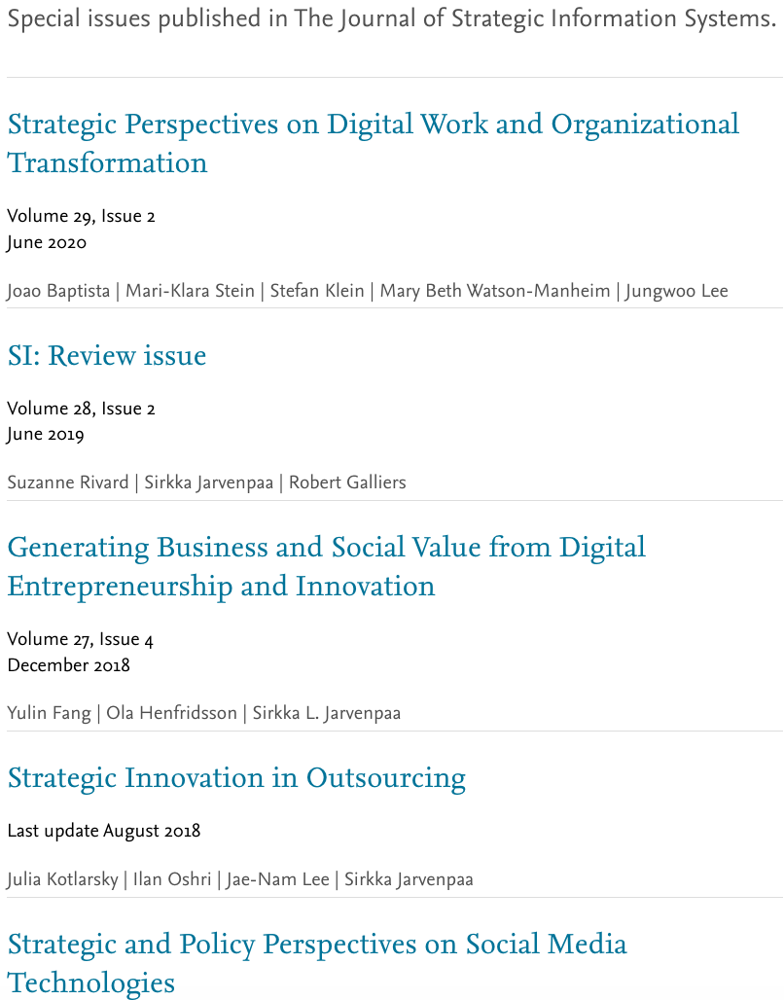 Special issues published in The Journal of Strategic Information Systems.
Strategic Perspectives on Digital Work and Organizational
Transformation
Volume 29, Issue 2
June 2020
Joao Baptista | Mari-Klara Stein | Stefan Klein | Mary Beth Watson-Manheim | Jungwoo Lee
SI: Review issue
Volume 28, Issue 2
June 2019
Suzanne Rivard | Sirkka Jarvenpaa | Robert Galliers
Generating Business and Social Value from Digital
Entrepreneurship and Innovation
Volume 27, Issue 4
December 2018
Yulin Fang | Ola Henfridsson | Sirkka L. Jarvenpaa
Strategic Innovation in Outsourcing
Last update August 2018
Julia Kotlarsky | Ilan Oshri | Jae-Nam Lee | Sirkka Jarvenpaa
Strategic and Policy Perspectives on Social Media
Technologies